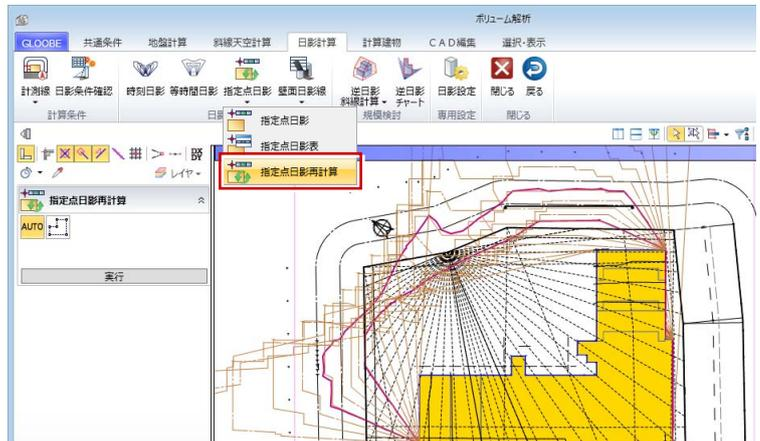 ボリューム解析
GLOOBE 共通条件 地盤計算 斜線天空計算 日影計算 計算建物 CAD編集 選択・表示
計測線 日影条件確認 時刻日影 等時間日影 指定点日影 壁面日影線 逆日影斜線計算 逆日影チャート 日影設定 閉じる 戻る
計算条件 日影 規模検討 専用設定 閉じる
指定点日影
指定点日影表
指定点日影再計算
レイヤ
指定点日影再計算
AUTO
実行